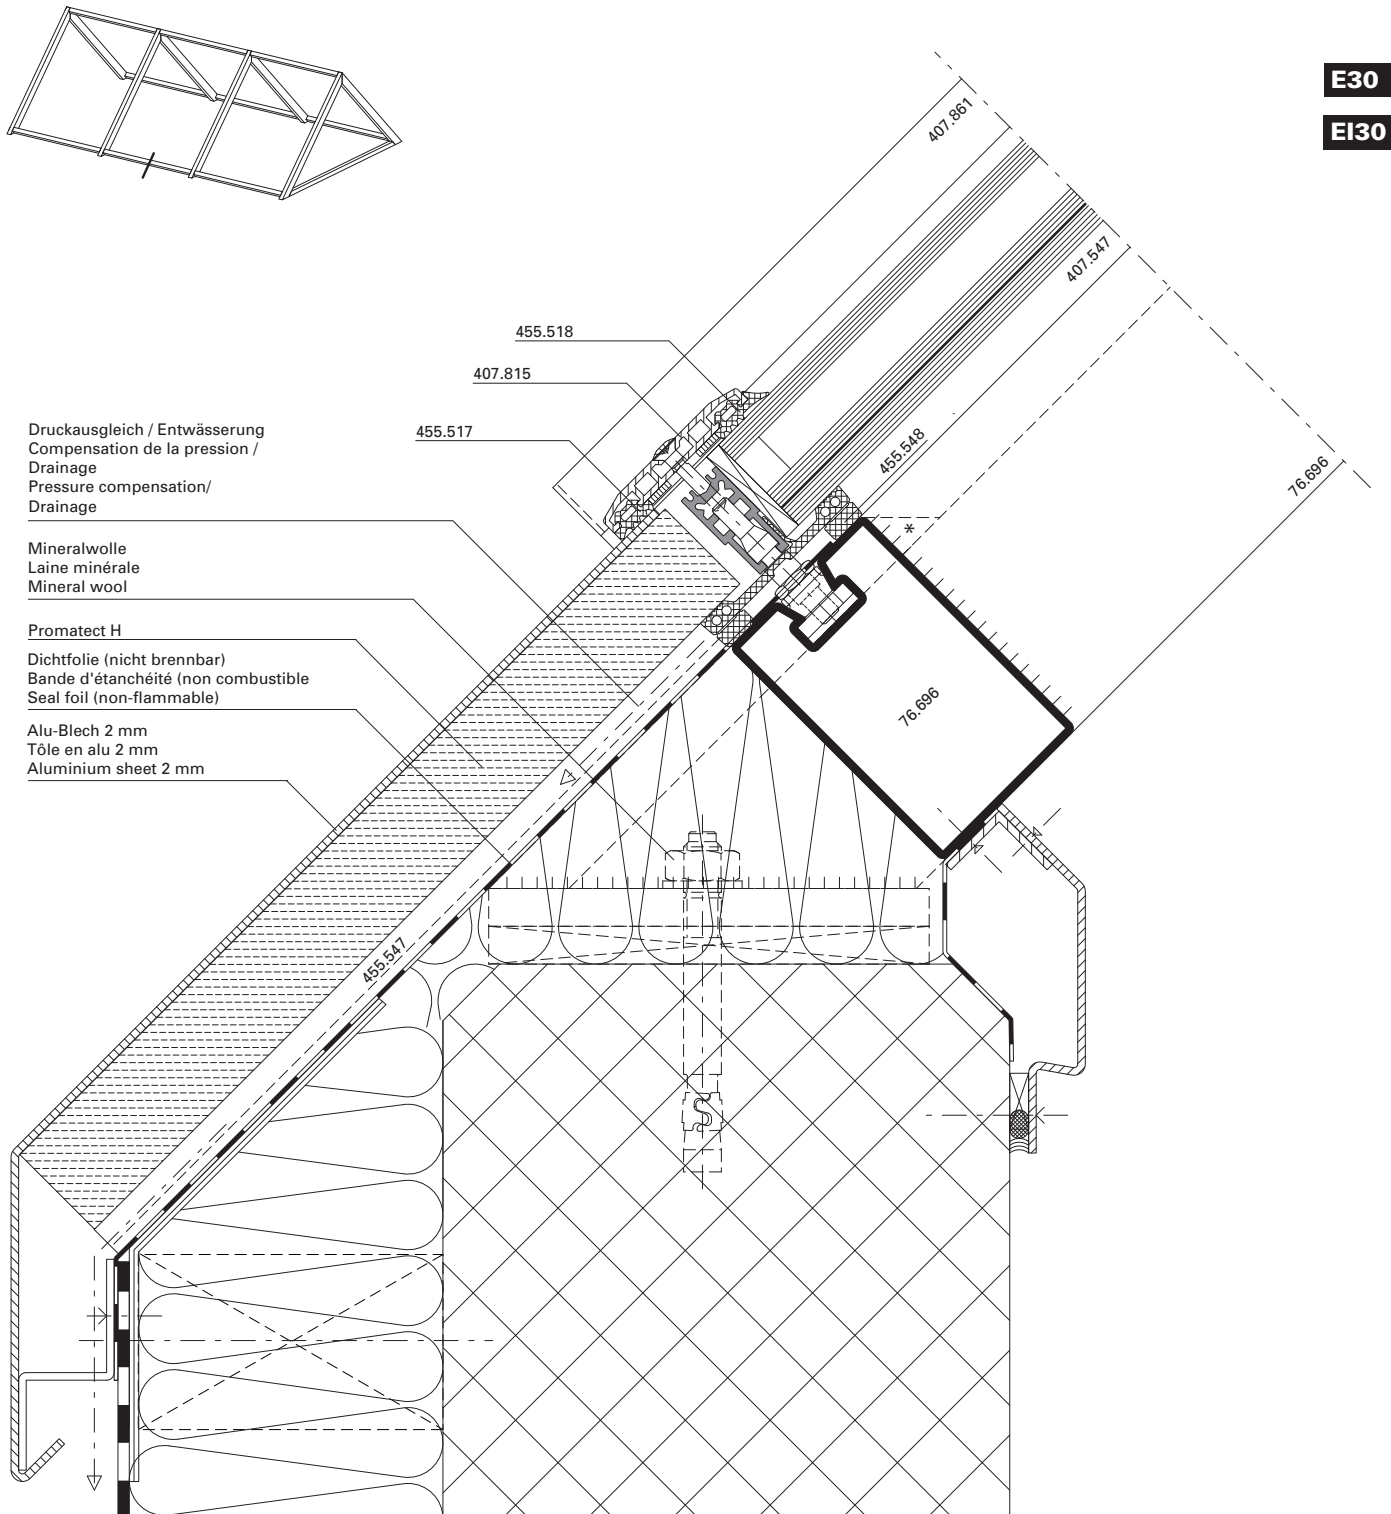 E30
EI30
407.861
407.547
455.518
407.815
455.517
455.548
76.696
*
Druckausgleich / Entwässerung
Compensation de la pression /
Drainage
Pressure compensation/
Drainage
Mineralwolle
Laine minérale
Mineral wool
Promatect H
Dichtfolie (nicht brennbar)
Bande d'étanchéité (non combustible
Seal foil (non-flammable)
Alu-Blech 2 mm
Tôle en alu 2 mm
Aluminium sheet 2 mm
76.696
455.547